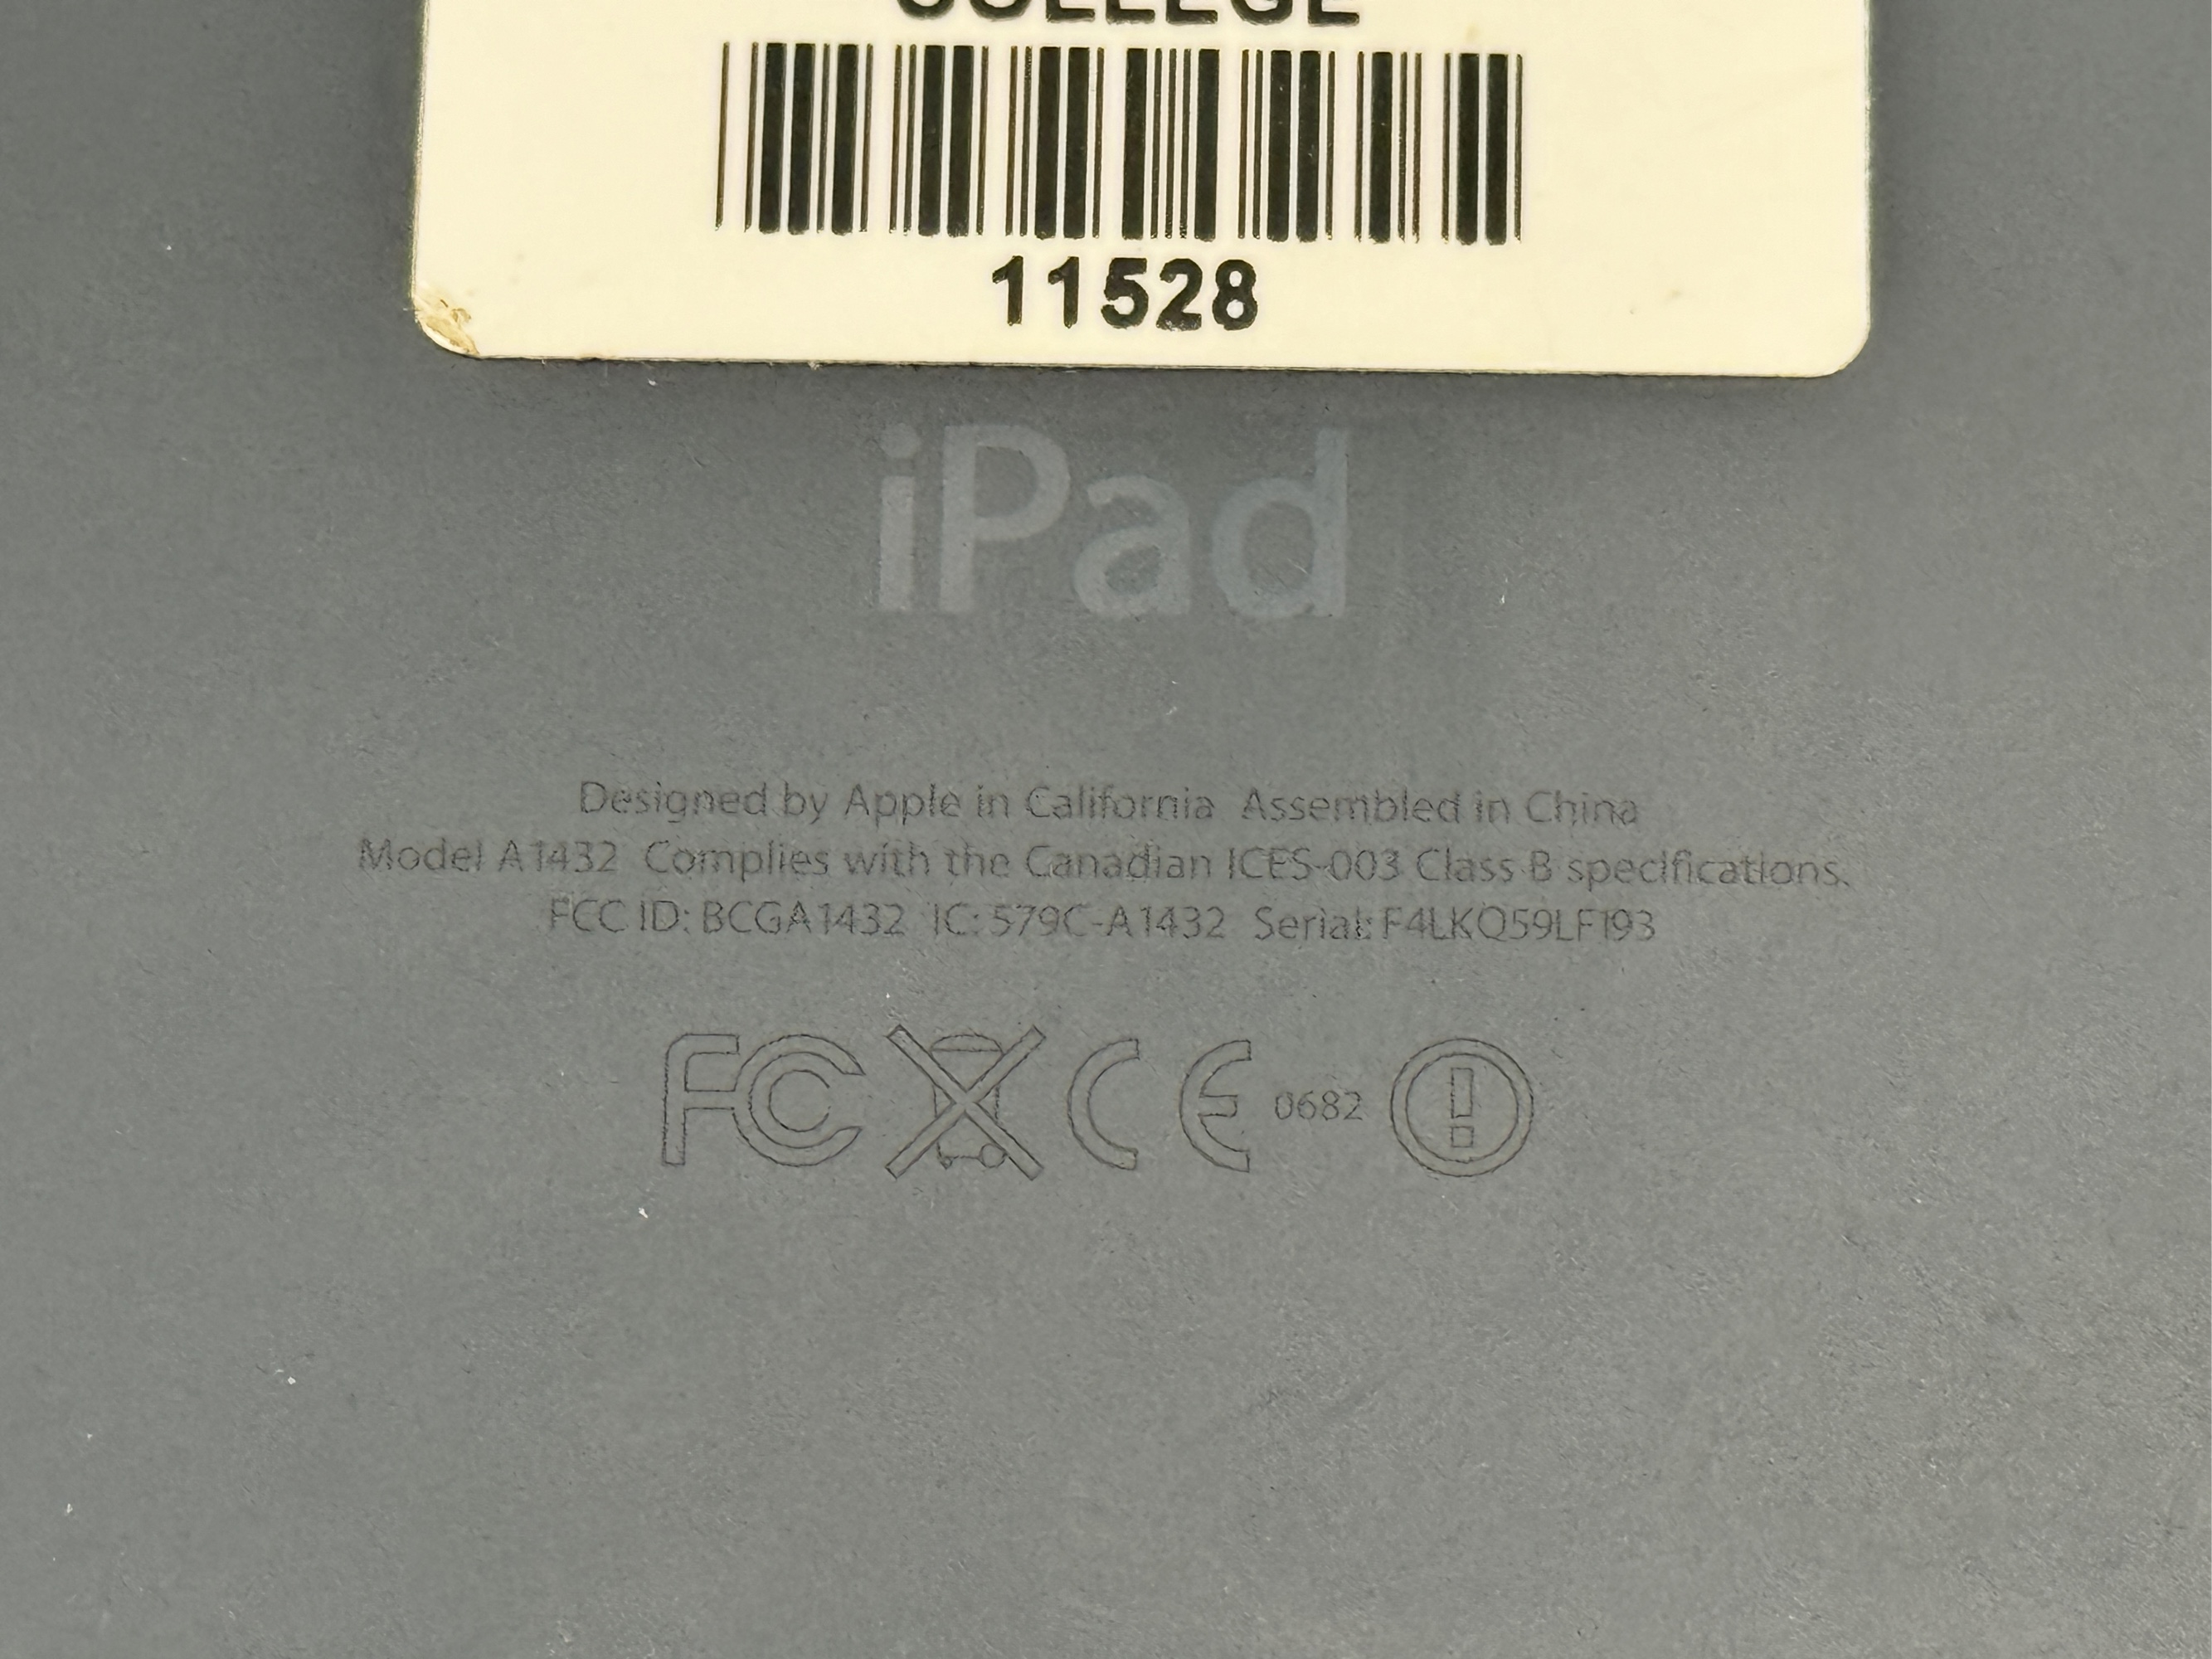 COLLEGE
11528
iPad
Designed by Apple in California Assembled in China
Model A1432 Complies with the Canadian ICES-003 Class B specifications.
FCC ID: BCGA1432 IC: 579C-A1432 Serial: F4LKQ59LF193
FC CE 0682 !